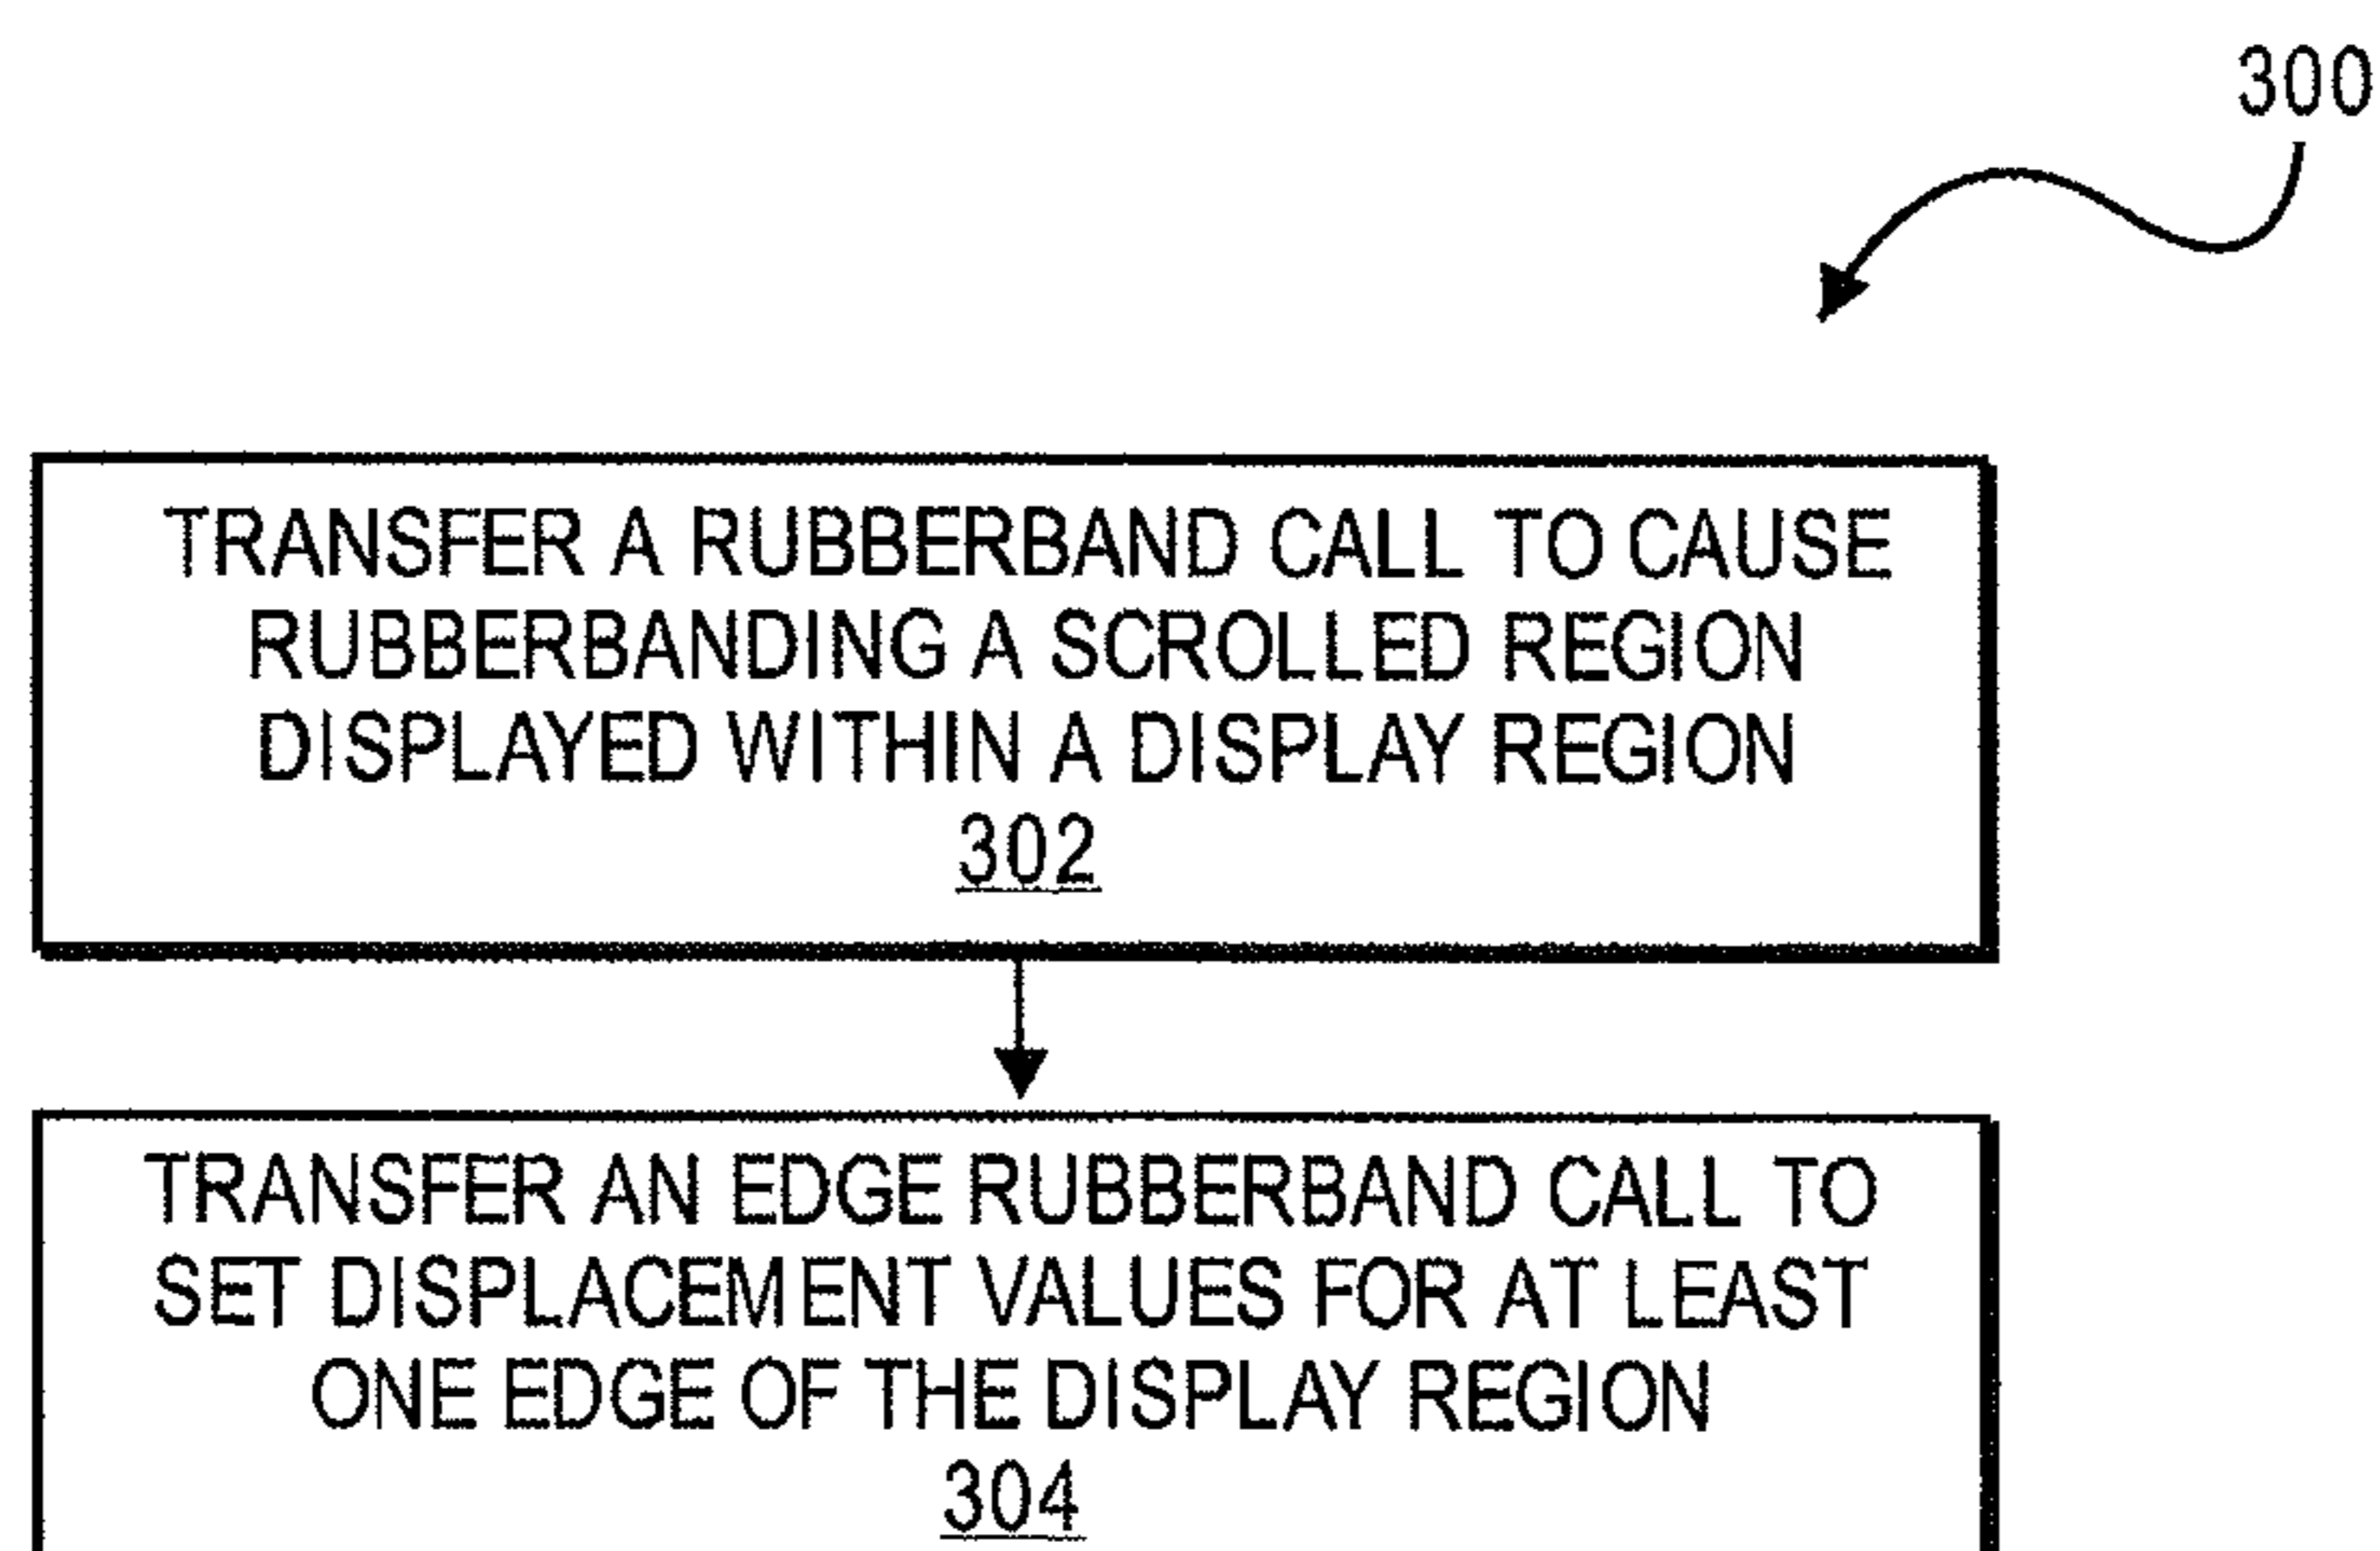 300
TRANSFER A RUBBERBAND CALL TO CAUSE
RUBBERBANDING A SCROLLED REGION
DISPLAYED WITHIN A DISPLAY REGION
302
TRANSFER AN EDGE RUBBERBAND CALL TO
SET DISPLACEMENT VALUES FOR AT LEAST
ONE EDGE OF THE DISPLAY REGION
304